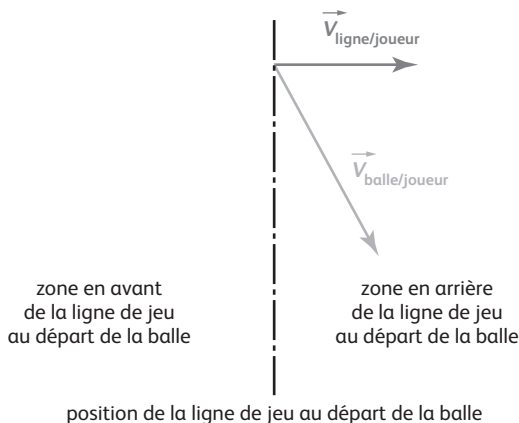 V ligne/joueur
V balle/joueur
zone en avant
de la ligne de jeu
au départ de la balle
zone en arrière
de la ligne de jeu
au départ de la balle
position de la ligne de jeu au départ de la balle